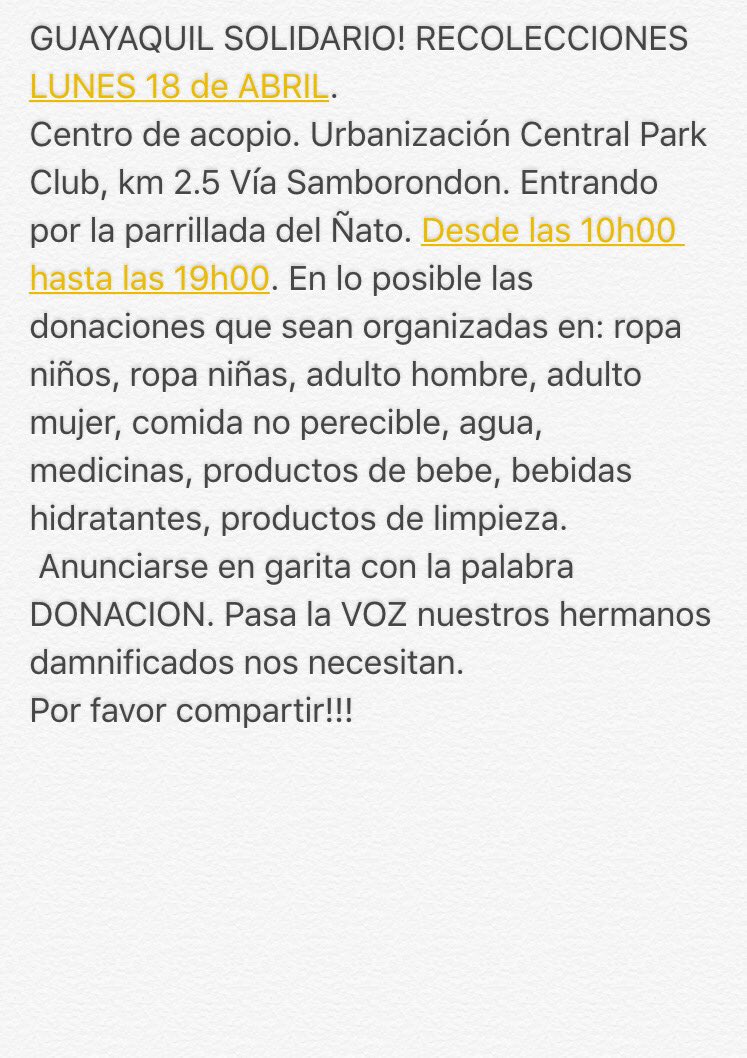 GUAYAQUIL SOLIDARIO! RECOLECCIONES
LUNES 18 de ABRIL.
Centro de acopio. Urbanización Central Park
Club, km 2.5 Vía Samborondon. Entrando
por la parrillada del Ñato. Desde las 10h00
hasta las 19h00. En lo posible las
donaciones que sean organizadas en: ropa
niños, ropa niñas, adulto hombre, adulto
mujer, comida no perecible, agua,
medicinas, productos de bebe, bebidas
hidratantes, productos de limpieza.
Anunciarse en garita con la palabra
DONACION. Pasa la VOZ nuestros hermanos
damnificados nos necesitan.
Por favor compartir!!!